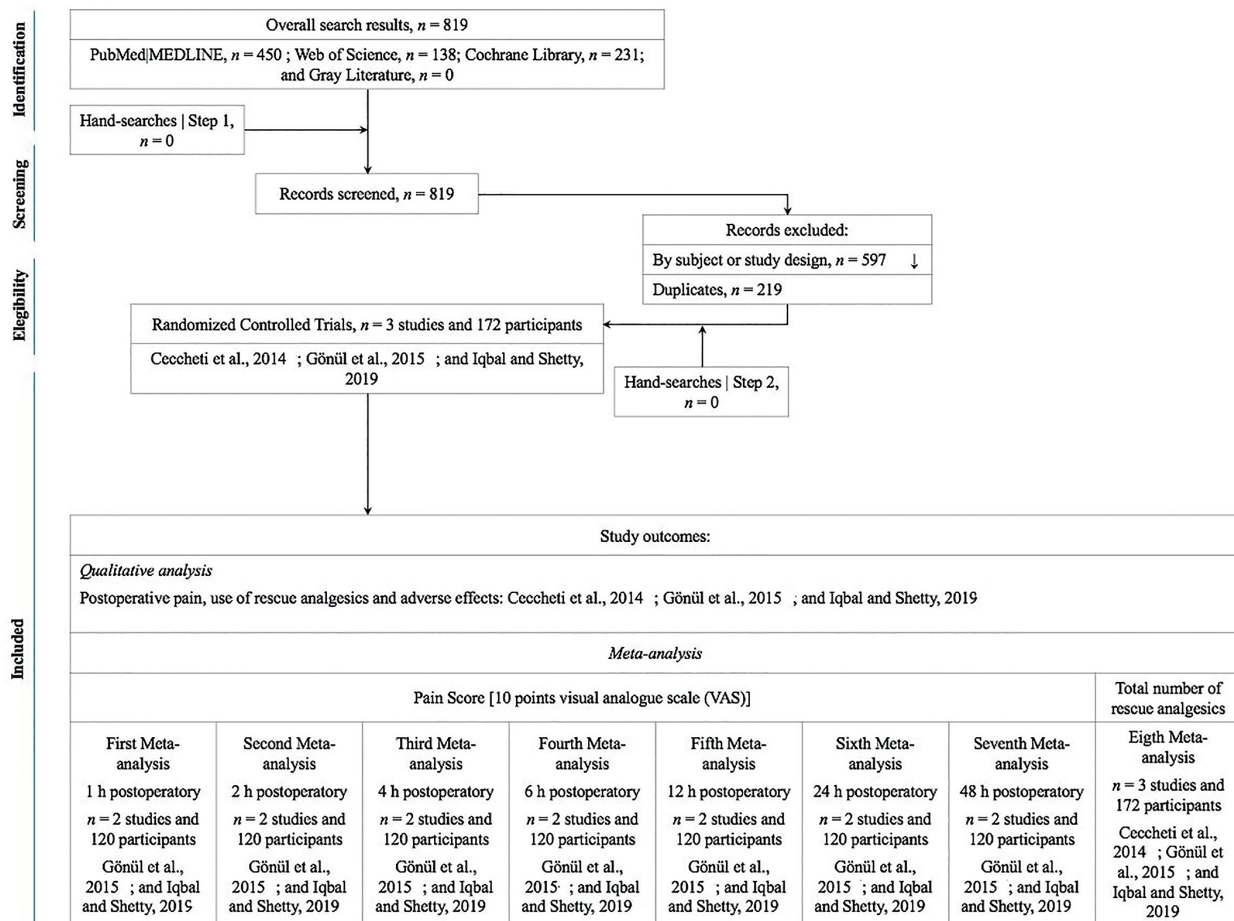 Identification
Overall search results, n = 819
PubMed|MEDLINE, n = 450 ; Web of Science, n = 138; Cochrane Library, n = 231;
and Gray Literature, n = 0
Hand-searches | Step 1,
n = 0
Screening
Records screened, n = 819
Records excluded:
By subject or study design, n = 597 ↓
Duplicates, n = 219
Elegibility
Randomized Controlled Trials, n = 3 studies and 172 participants
Ceccheti et al., 2014 ; Gönül et al., 2015 ; and Iqbal and Shetty,
2019
Hand-searches | Step 2,
n = 0
Included
Study outcomes:
Qualitative analysis
Postoperative pain, use of rescue analgesics and adverse effects: Ceccheti et al., 2014 ; Gönül et al., 2015 , and Iqbal and Shetty, 2019
Meta-analysis
Pain Score [10 points visual analogue scale (VAS)]
Total number of
rescue analgesics
First Meta-
analysis
1 h postoperatory
n = 2 studies and
120 participants
Gönül et al.,
2015 ; and Iqbal
and Shetty, 2019
Second Meta-
analysis
2 h postoperatory
n = 2 studies and
120 participants
Gönül et al.,
2015 ; and Iqbal
and Shetty, 2019
Third Meta-
analysis
4 h postoperatory
n = 2 studies and
120 participants
Gönül et al.,
2015 ; and Iqbal
and Shetty, 2019
Fourth Meta-
analysis
6 h postoperatory
n = 2 studies and
120 participants
Gönül et al.,
2015 ; and Iqbal
and Shetty, 2019
Fifth Meta-
analysis
12 h postoperatory
n = 2 studies and
120 participants
Gönül et al.,
2015 ; and Iqbal
and Shetty, 2019
Sixth Meta-
analysis
24 h postoperatory
n = 2 studies and
120 participants
Gönül et al.,
2015 ; and Iqbal
and Shetty, 2019
Seventh Meta-
analysis
48 h postoperatory
n = 2 studies and
120 participants
Gönül et al.,
2015 ; and Iqbal
and Shetty, 2019
Eigth Meta-
analysis
n = 3 studies and
172 participants
Ceccheti et al.,
2014 ; Gönül et
al., 2015 ; and
Iqbal and Shetty,
2019